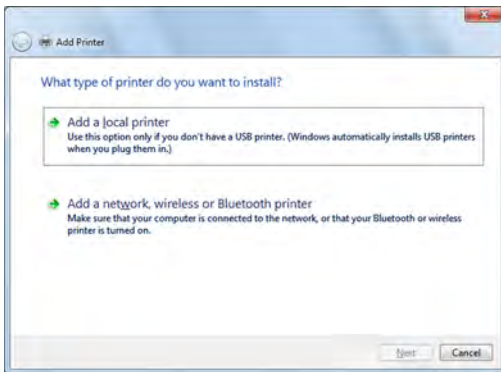 Add Printer
What type of printer do you want to install?
Add a local printer
Use this option only if you don't have a USB printer. (Windows automatically installs USB printers
when you plug them in.)
Add a network, wireless or Bluetooth printer
Make sure that your computer is connected to the network, or that your Bluetooth or wireless
printer is turned on.
Next
Cancel